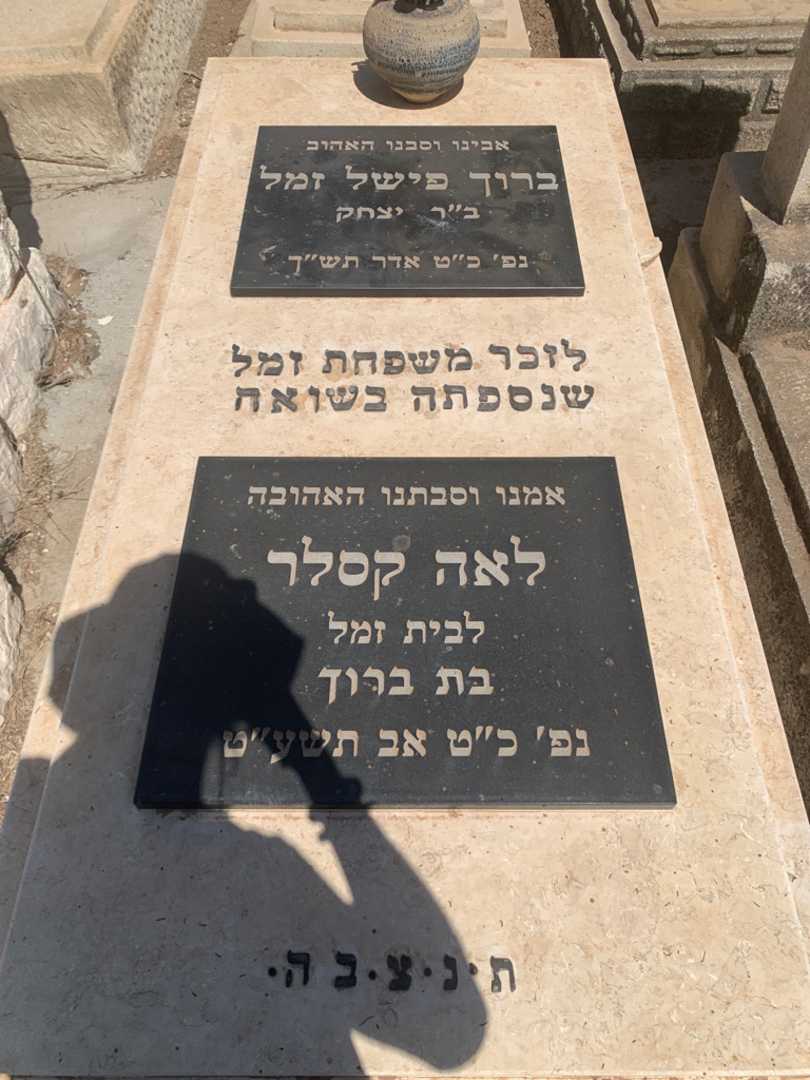 אבינו וסבנו האהוב
ברוך פישל זמל
ב״ר יצחק
נפ׳ כ״ט אדר תש״ך
לזכר משפחת זמל
שנספתה בשואה
אמנו וסבתנו האהובה
לאה קסלר
לבית זמל
בת ברוך
נפ׳ כ״ט אב תשע״ט
ת·נ·צ·ב·ה·